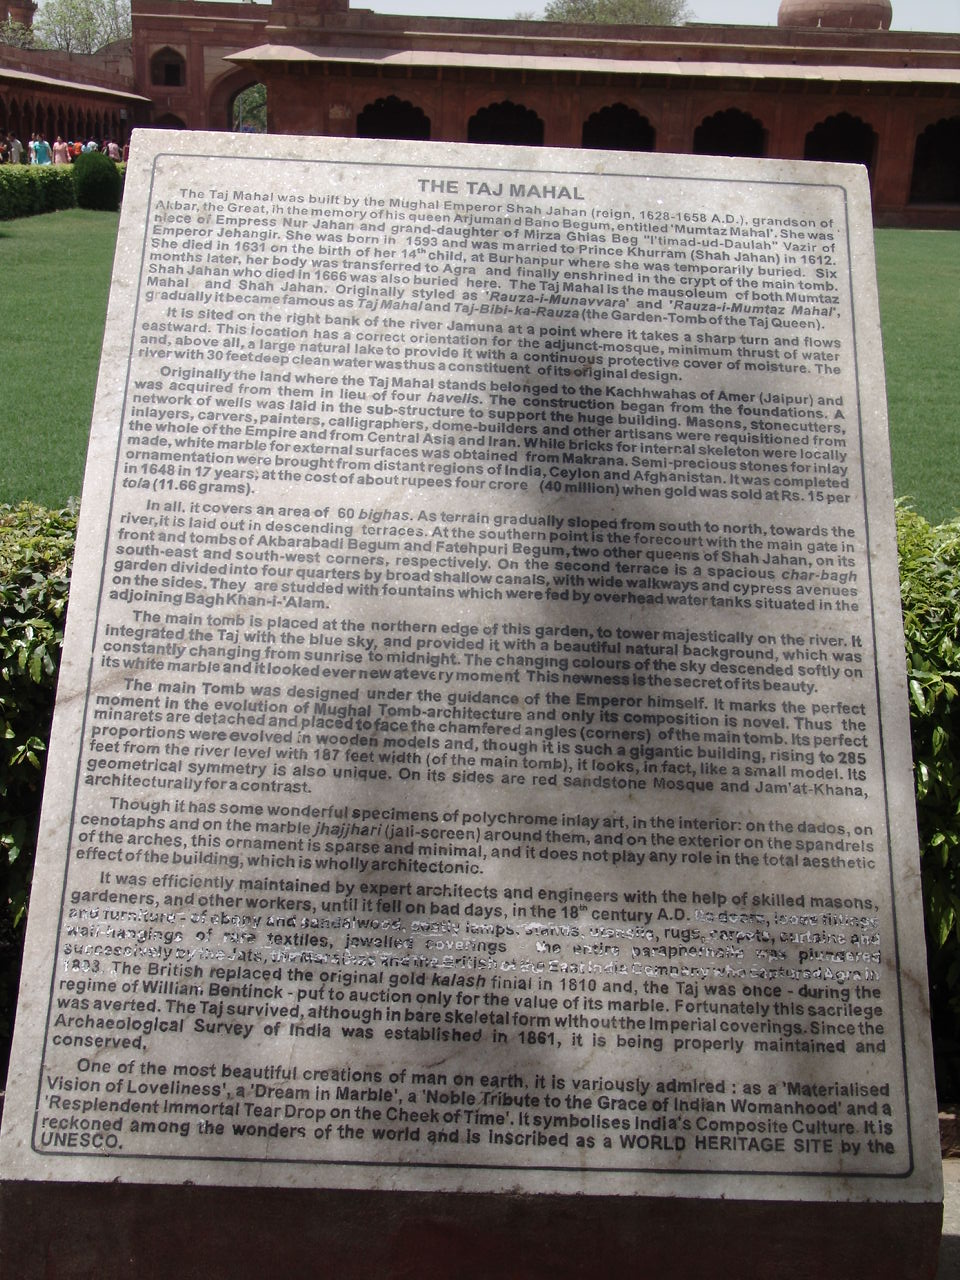 THE TAJ MAHAL
The Taj Mahal was built by the Mughal Emperor Shah Jahan (reign, 1628-1658 A.D.), grandson of
Akbar, the Great, in the memory of his queen Arjumand Bano Begum, entitled 'Mumtaz Mahal'. She was
niece of Empress Nur Jahan and grand-daughter of Mirza Ghias Beg "I'timad-ud-Daulah" Vazir of
Emperor Jehangir. She was born in 1593 and was married to Prince Khurram (Shah Jahan) in 1612.
She died in 1631 on the birth of her 14th child, at Burhanpur where she was temporarily buried. Six
months later, her body was transferred to Agra and finally enshrined in the crypt of the main tomb.
Shah Jahan who died in 1666 was also buried here. The Taj Mahal is the mausoleum of both Mumtaz
Mahal and Shah Jahan. Originally styled as 'Rauza-i-Munavvara' and 'Rauza-i-Mumtaz Mahal',
gradually it became famous as Taj Mahal and Taj-Bibi-ka-Rauza (the Garden-Tomb of the Taj Queen).
It is sited on the right bank of the river Jamuna at a point where it takes a sharp turn and flows
eastward. This location has a correct orientation for the adjunct-mosque, minimum thrust of water
and, above all, a large natural lake to provide it with a continuous protective cover of moisture. The
river with 30 feet deep clean water was thus a constituent of its original design.
Originally the land where the Taj Mahal stands belonged to the Kachhwahas of Amer (Jaipur) and
was acquired from them in lieu of four havelis. The construction began from the foundations. A
network of wells was laid in the sub-structure to support the huge building. Masons, stonecutters,
inlayers, carvers, painters, calligraphers, dome-builders and other artisans were requisitioned from
the whole of the Empire and from Central Asia and Iran. While bricks for internal skeleton were locally
made, white marble for external surfaces was obtained from Makrana. Semi-precious stones for inlay
ornamentation were brought from distant regions of India, Ceylon and Afghanistan. It was completed
in 1648 in 17 years; at the cost of about rupees four crore (40 million) when gold was sold at Rs. 15 per
tola (11.66 grams).
In all, it covers an area of 60 bighas. As terrain gradually sloped from south to north, towards the
river, it is laid out in descending terraces. At the southern point is the forecourt with the main gate in
front and tombs of Akbarabadi Begum and Fatehpuri Begum, two other queens of Shah Jahan, on its
south-east and south-west corners, respectively. On the second terrace is a spacious char-bagh
garden divided into four quarters by broad shallow canals, with wide walkways and cypress avenues
on the sides. They are studded with fountains which were fed by overhead water tanks situated in the
adjoining Bagh Khan-i-'Alam.
The main tomb is placed at the northern edge of this garden, to tower majestically on the river. It
integrated the Taj with the blue sky, and provided it with a beautiful natural background, which was
constantly changing from sunrise to midnight. The changing colours of the sky descended softly on
its white marble and it looked ever new at every moment This newness is the secret of its beauty.
The main Tomb was designed under the guidance of the Emperor himself. It marks the perfect
moment in the evolution of Mughal Tomb-architecture and only its composition is novel. Thus the
minarets are detached and placed to face the chamfered angles (corners) of the main tomb. Its perfect
proportions were evolved in wooden models and, though it is such a gigantic building, rising to 285
feet from the river level with 187 feet width (of the main tomb), it looks, in fact, like a small model. Its
geometrical symmetry is also unique. On its sides are red Sandstone Mosque and Jam'at-Khana,
architecturally for a contrast.
Though it has some wonderful specimens of polychrome inlay art, in the interior: on the dados, on
cenotaphs and on the marble jhajjhari (jali-screen) around them, and on the exterior on the spandrels
of the arches, this ornament is sparse and minimal, and it does not play any role in the total aesthetic
effect of the building, which is wholly architectonic.
It was efficiently maintained by expert architects and engineers with the help of skilled masons,
gardeners, and other workers, until it fell on bad days, in the 18th century A.D. Its doors,
and furniture - of ebony and sandalwood, costly lamps, utensils, rugs, carpets, curtains and
wall-hangings of rare textiles, jewelled coverings - the entire paraphernalia was plundered
successively by the Jats, the Marathas and the British of the East India Company who captured Agra in
1803. The British replaced the original gold kalash finial in 1810 and, the Taj was once - during the
regime of William Bentinck - put to auction only for the value of its marble. Fortunately this sacrilege
was averted. The Taj survived, although in bare skeletal form without the Imperial coverings. Since the
Archaeological Survey of India was established in 1861, it is being properly maintained and
conserved,
One of the most beautiful creations of man on earth, it is variously admired : as a 'Materialised
Vision of Loveliness', a 'Dream in Marble', a 'Noble Tribute to the Grace of Indian Womanhood' and a
'Resplendent Immortal Tear Drop on the Cheek of Time'. It symbolises India's Composite Culture. It is
reckoned among the wonders of the world and is inscribed as a WORLD HERITAGE SITE by the
UNESCO.